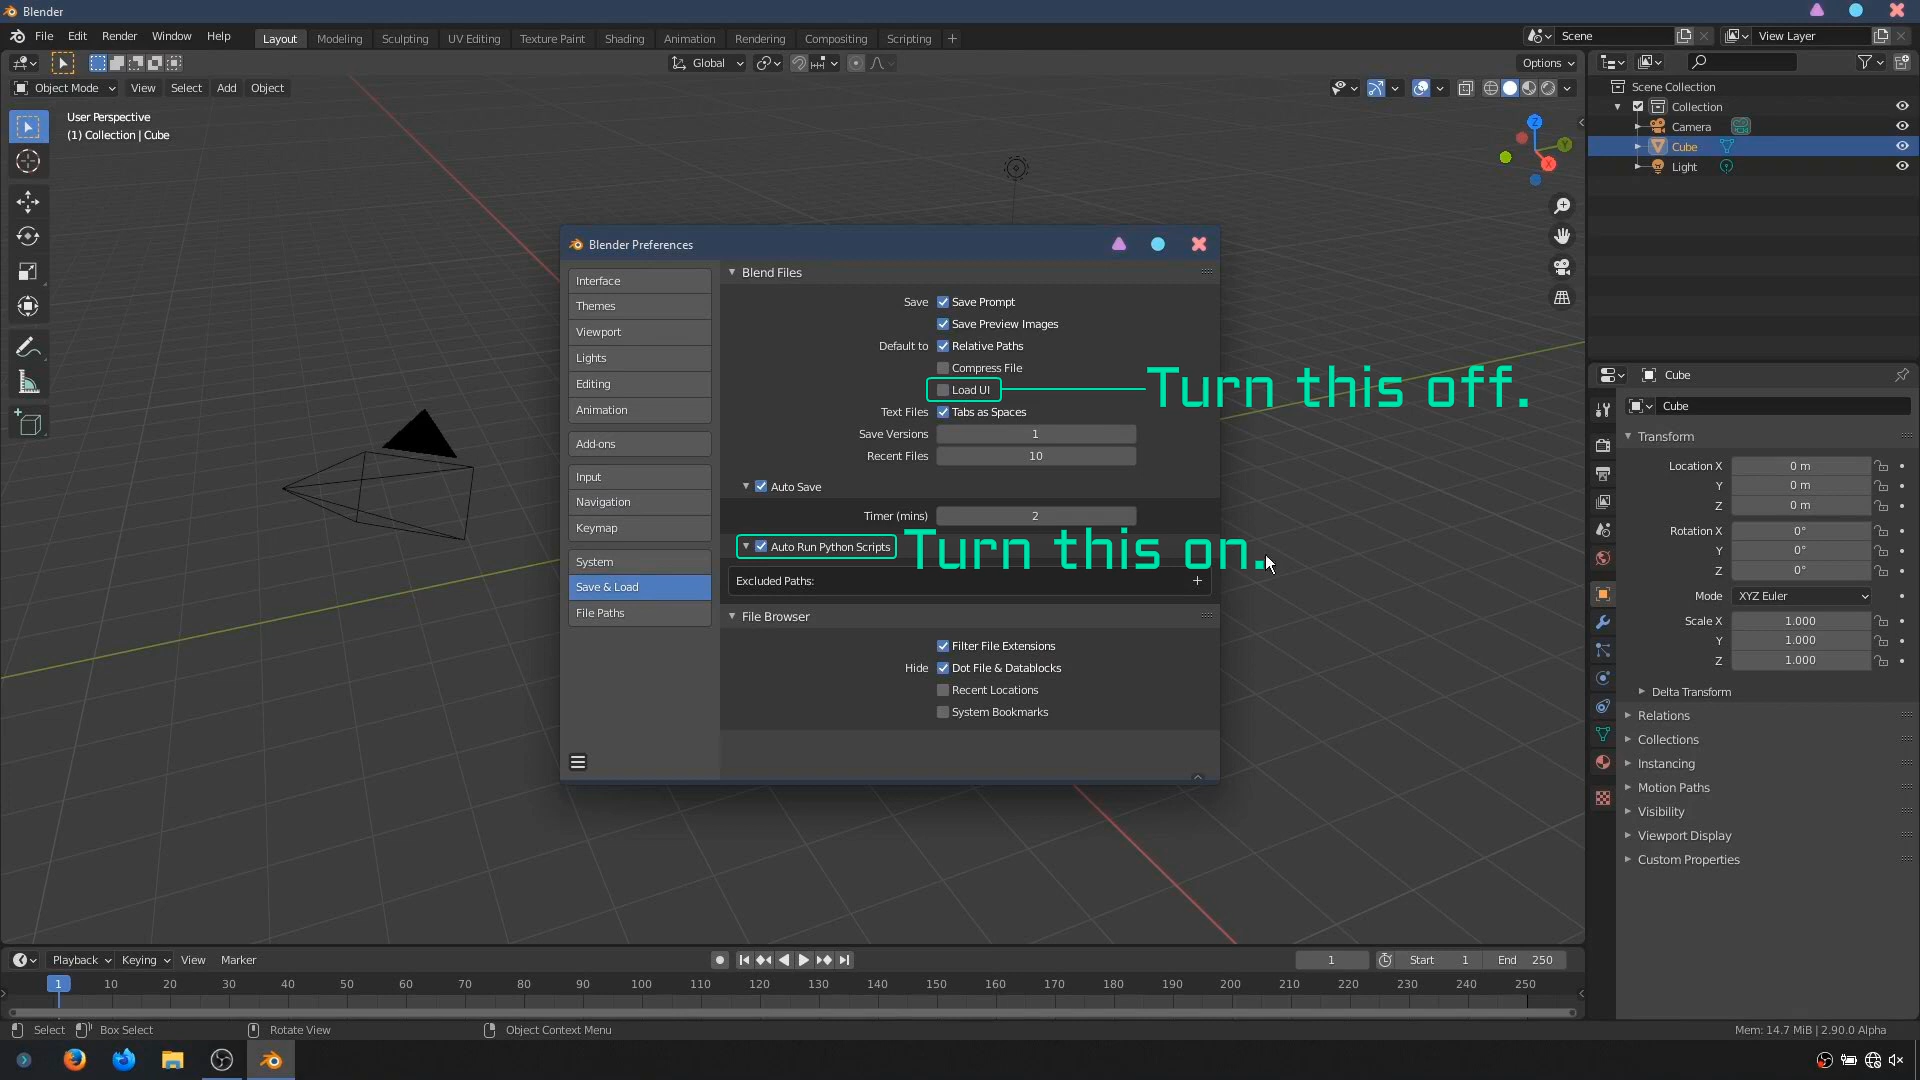 Blender
File Edit Render Window Help
Layout Modeling Sculpting UV Editing Texture Paint Shading Animation Rendering Compositing Scripting +
Scene
View Layer
Global
Options
Object Mode View Select Add Object
User Perspective
(1) Collection | Cube
Z
Y
X
Scene Collection
Collection
Camera
Cube
Light
Blender Preferences
Interface
Themes
Viewport
Lights
Editing
Animation
Add-ons
Input
Navigation
Keymap
System
Save & Load
File Paths
Blend Files
Save Save Prompt
Save Preview Images
Default to Relative Paths
Compress File
Load UI
Turn this off.
Text Files Tabs as Spaces
Save Versions 1
Recent Files 10
Auto Save
Timer (mins) 2
Auto Run Python Scripts
Turn this on.
Excluded Paths: +
File Browser
Filter File Extensions
Hide Dot File & Datablocks
Recent Locations
System Bookmarks
Cube
Cube
Transform
Location X 0 m
Y 0 m
Z 0 m
Rotation X 0°
Y 0°
Z 0°
Mode XYZ Euler
Scale X 1.000
Y 1.000
Z 1.000
Delta Transform
Relations
Collections
Instancing
Motion Paths
Visibility
Viewport Display
Custom Properties
Playback Keying View Marker
1
Start 1
End 250
1 10 20 30 40 50 60 70 80 90 100 110 120 130 140 150 160 170 180 190 200 210 220 230 240 250
Select Box Select Rotate View Object Context Menu
Mem: 14.7 MiB | 2.90.0 Alpha